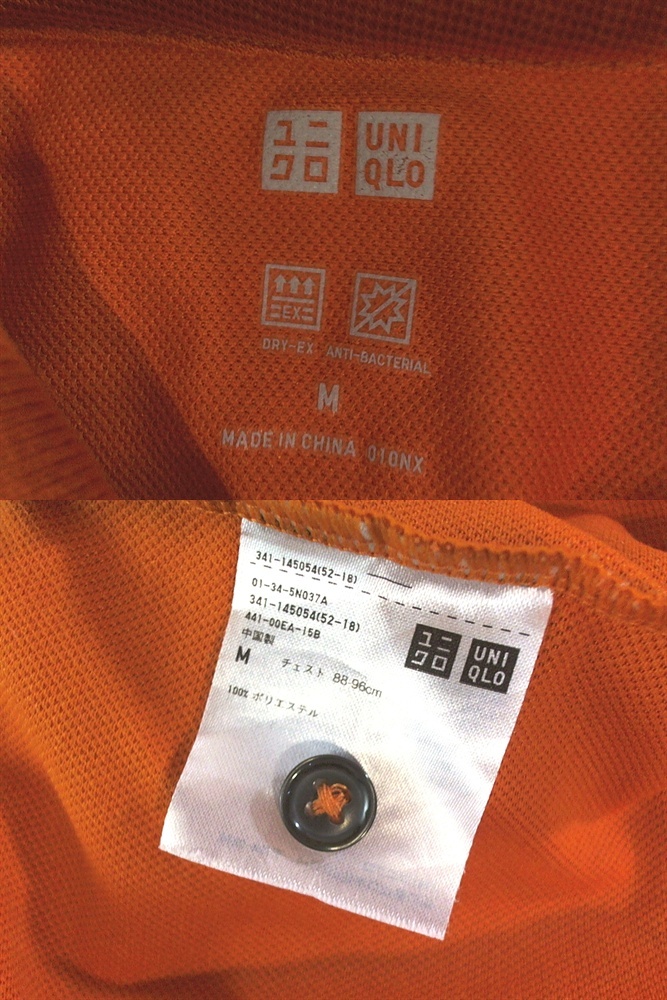 ユニ
クロ
UNI
QLO
EX
DRY-EX ANTI-BACTERIAL
M
MADE IN CHINA 010NX
341-145054(52-18)
01-34-5N037A
341-145054(52-18)
441-00EA-15B
中国製
M チェスト 88-96cm
100% ポリエステル
ユニ
クロ
UNI
QLO